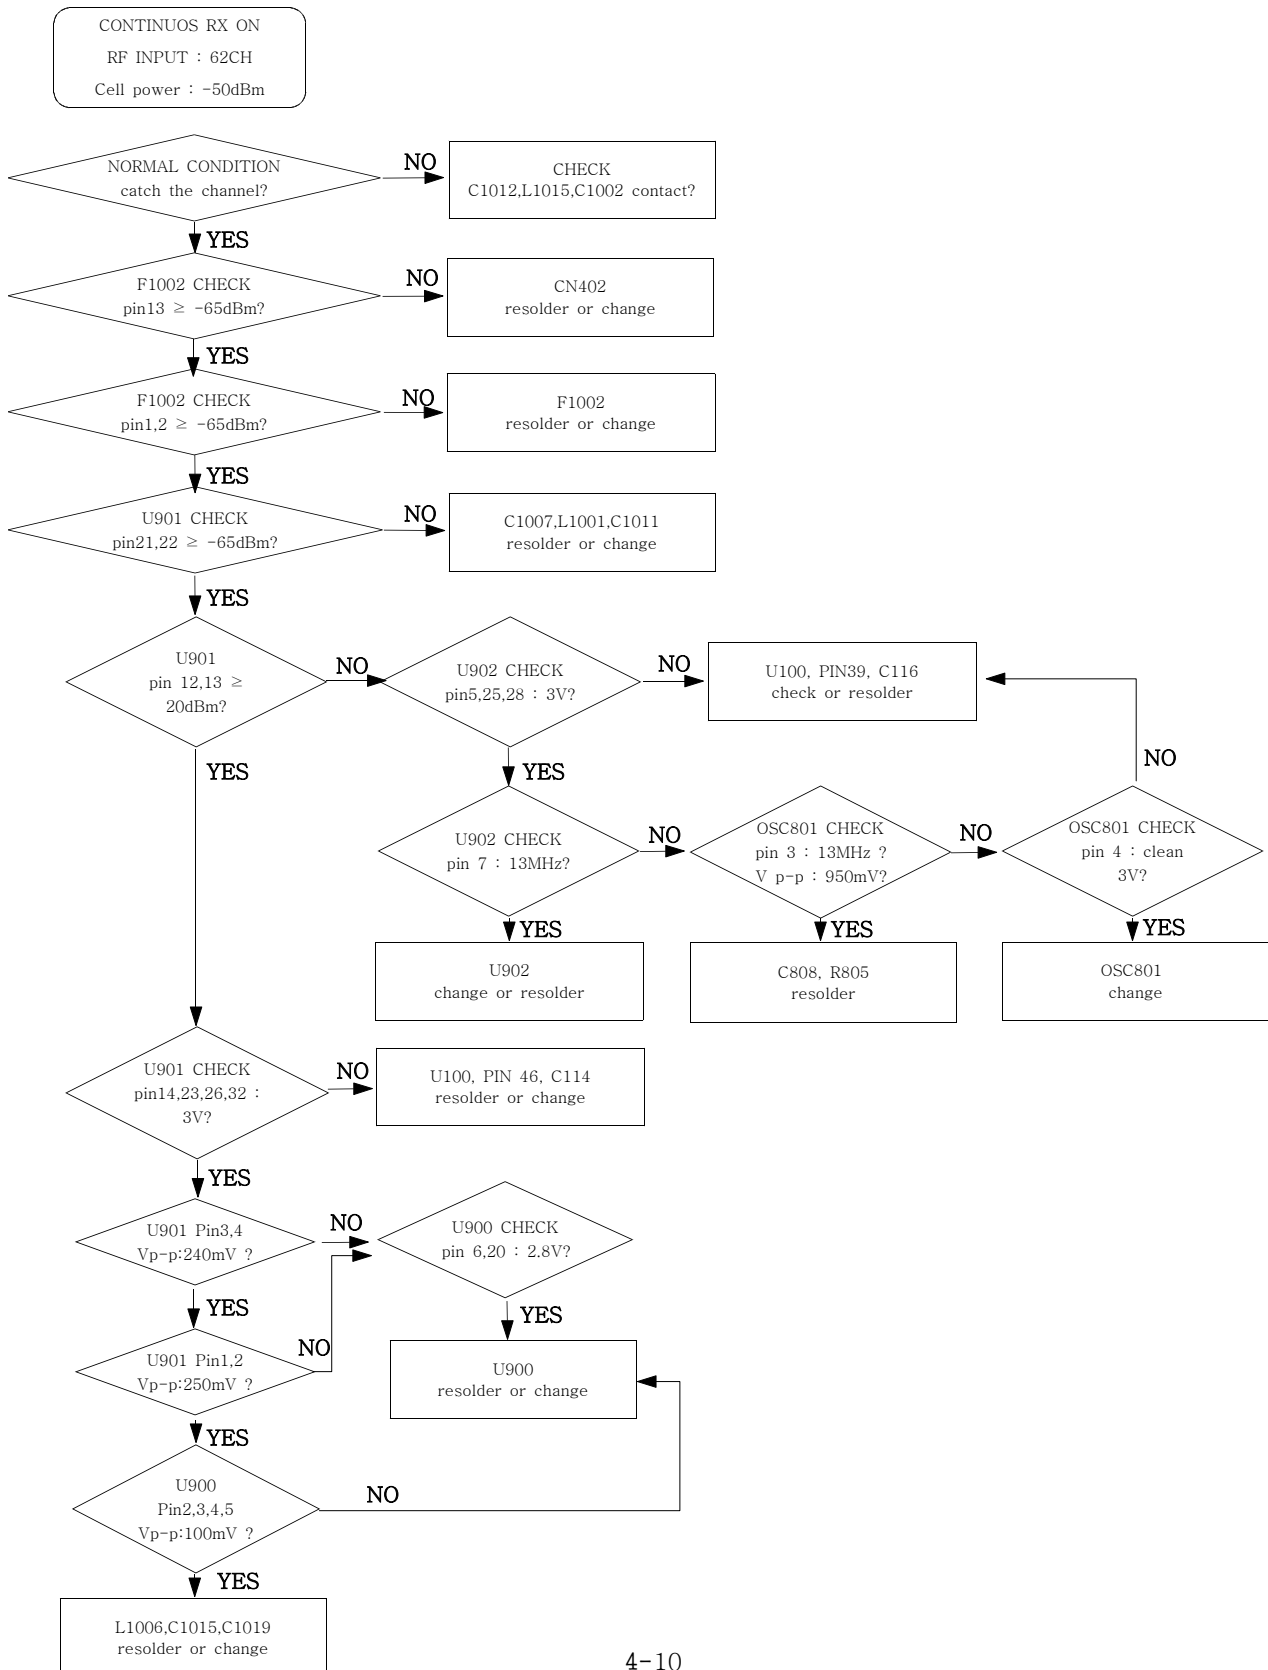 CONTINUOS RX ON
RF INPUT : 62CH
Cell power : -50dBm
NORMAL CONDITION
catch the channel?
NO
CHECK
C1012,L1015,C1002 contact?
YES
F1002 CHECK
pin13 ≥ -65dBm?
NO
CN402
resolder or change
YES
F1002 CHECK
pin1,2 ≥ -65dBm?
NO
F1002
resolder or change
YES
U901 CHECK
pin21,22 ≥ -65dBm?
NO
C1007,L1001,C1011
resolder or change
YES
U901
pin 12,13 ≥
20dBm?
NO
U902 CHECK
pin5,25,28 : 3V?
NO
U100, PIN39, C116
check or resolder
YES
YES
NO
U902 CHECK
pin 7 : 13MHz?
NO
OSC801 CHECK
pin 3 : 13MHz ?
V p-p : 950mV?
NO
OSC801 CHECK
pin 4 : clean
3V?
YES
YES
YES
U902
change or resolder
C808, R805
resolder
OSC801
change
U901 CHECK
pin14,23,26,32 :
3V?
NO
U100, PIN 46, C114
resolder or change
YES
U901 Pin3,4
Vp-p:240mV ?
NO
U900 CHECK
pin 6,20 : 2.8V?
YES
YES
U901 Pin1,2
Vp-p:250mV ?
NO
U900
resolder or change
YES
U900
Pin2,3,4,5
Vp-p:100mV ?
NO
YES
L1006,C1015,C1019
resolder or change
4-10